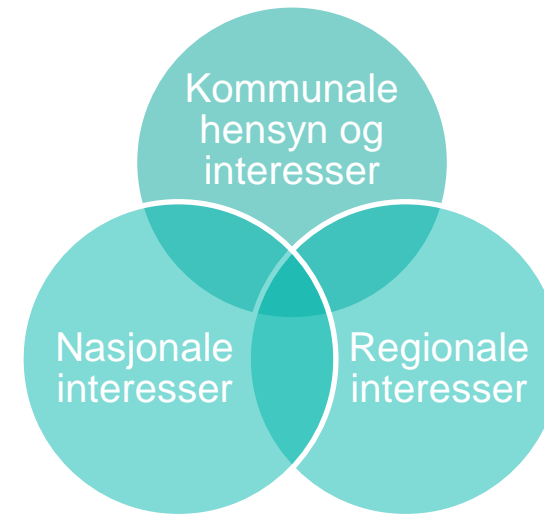 Kommunale
hensyn og
interesser
Nasjonale
interesser
Regionale
interesser